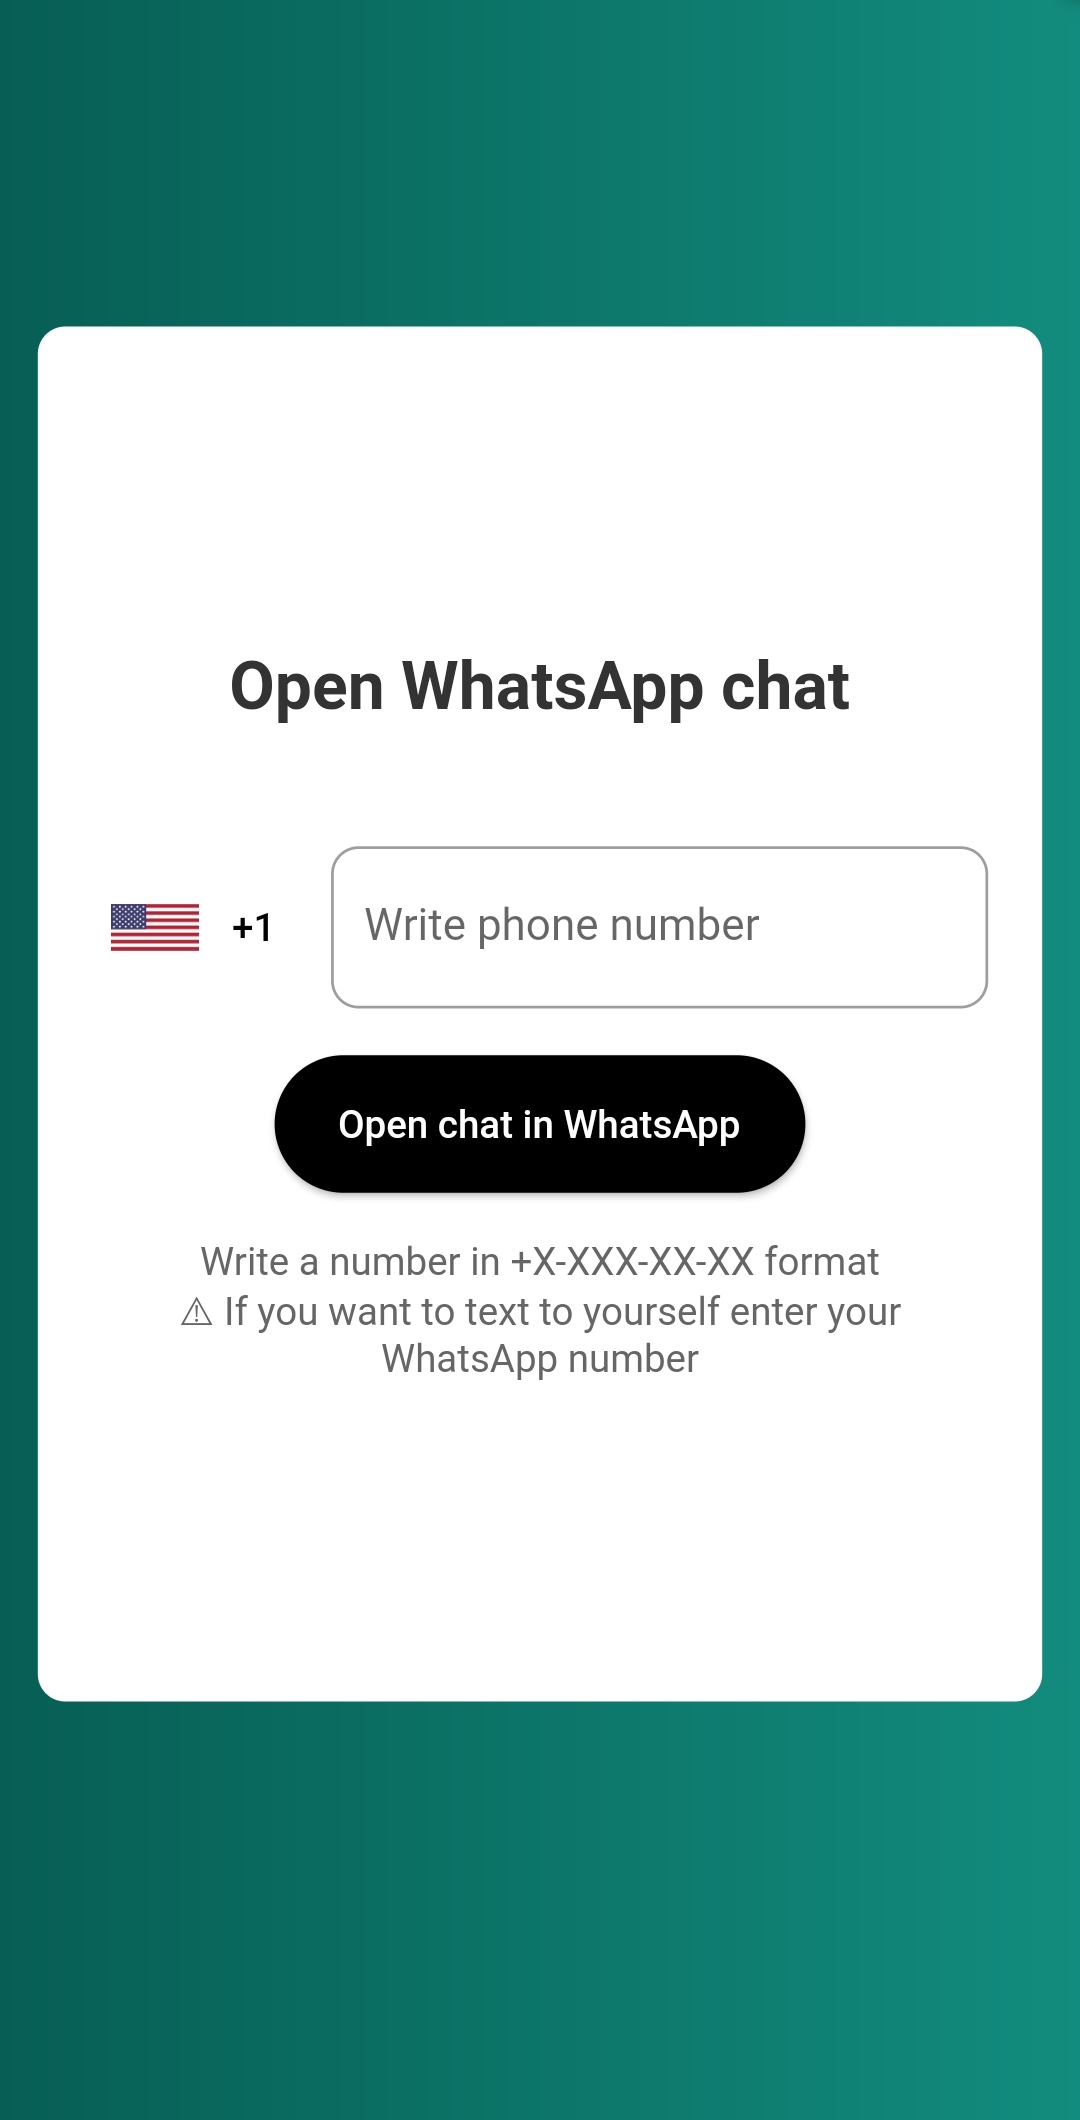 Open WhatsApp chat
+1
Write phone number
Open chat in WhatsApp
Write a number in +X-XXX-XX-XX format
⚠ If you want to text to yourself enter your
WhatsApp number